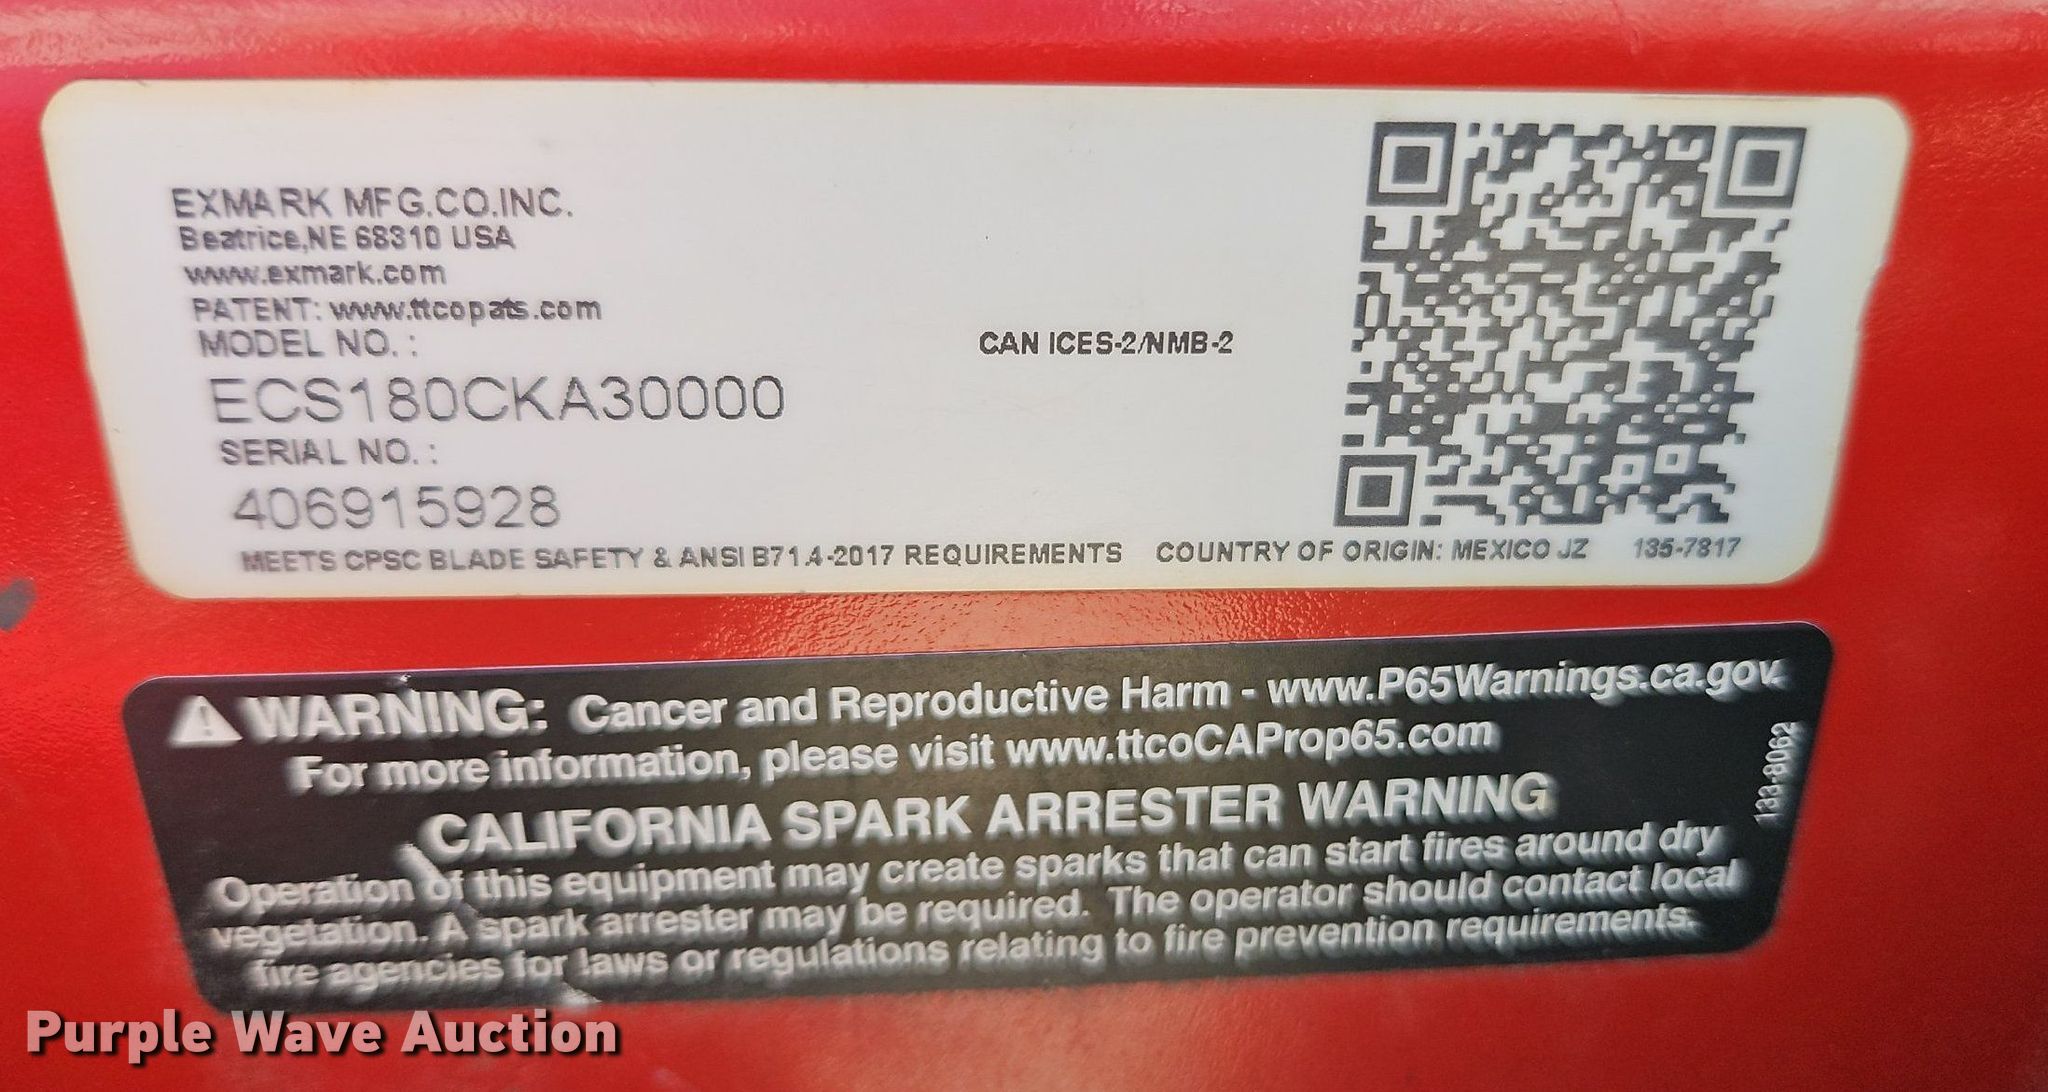 EXMARK MFG.CO.INC.
Beatrice,NE 68310 USA
www.exmark.com
PATENT: www.ttcopats.com
MODEL NO. :
CAN ICES-2/NMB-2
ECS180CKA30000
SERIAL NO. :
406915928
MEETS CPSC BLADE SAFETY & ANSI B71.4-2017 REQUIREMENTS COUNTRY OF ORIGIN: MEXICO JZ 135-7817
WARNING: Cancer and Reproductive Harm - www.P65Warnings.ca.gov.
For more information, please visit www.ttcoCAProp65.com
CALIFORNIA SPARK ARRESTER WARNING
Operation of this equipment may create sparks that can start fires around dry
vegetation. A spark arrester may be required. The operator should contact local
fire agencies for laws or regulations relating to fire prevention requirements.
133-8062
Purple Wave Auction